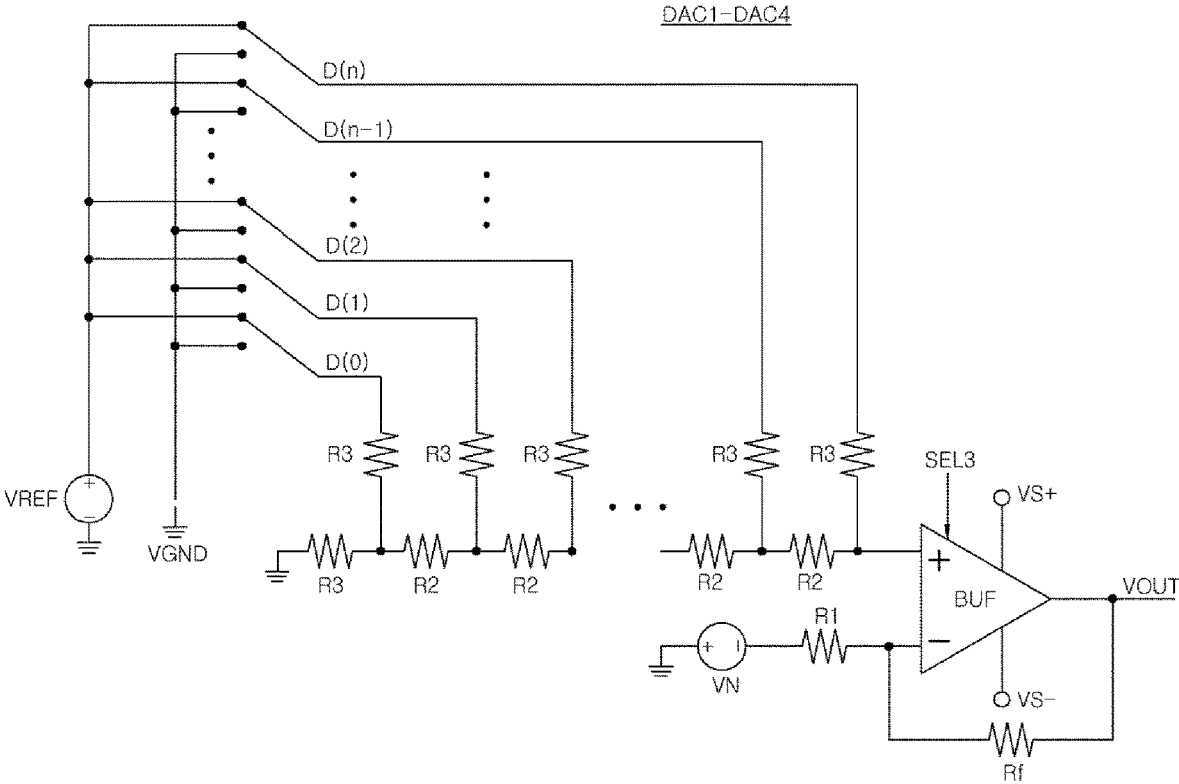 DAC1-DAC4
D(n)
D(n-1)
D(2)
D(1)
D(0)
R3 R3 R3 R3 R3
SEL3
VS+
VREF
+
−
VGND
R3 R2 R2 R2 R2
+
BUF
−
VOUT
R1
+ −
VN
VS-
Rf